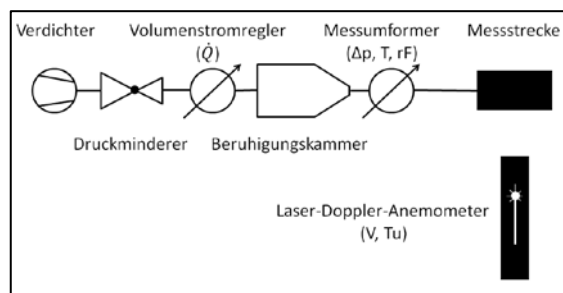 Verdichter
Volumenstromregler
(Q̇)
Messumformer
(Δp, T, rF)
Messstrecke
Druckminderer
Beruhigungskammer
Laser-Doppler-Anemometer
(V, Tu)